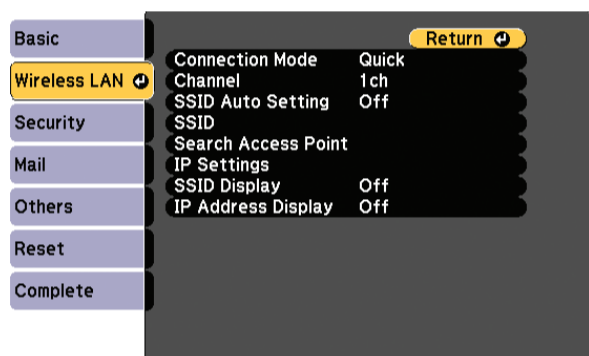 Basic
Wireless LAN
Security
Mail
Others
Reset
Complete
Return
Connection Mode Quick
Channel 1ch
SSID Auto Setting Off
SSID
Search Access Point
IP Settings
SSID Display Off
IP Address Display Off